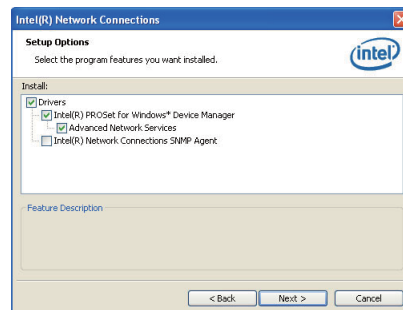 Intel(R) Network Connections
Setup Options
Select the program features you want installed.
intel
Install:
Drivers
Intel(R) PROSet for Windows* Device Manager
Advanced Network Services
Intel(R) Network Connections SNMP Agent
Feature Description
< Back
Next >
Cancel